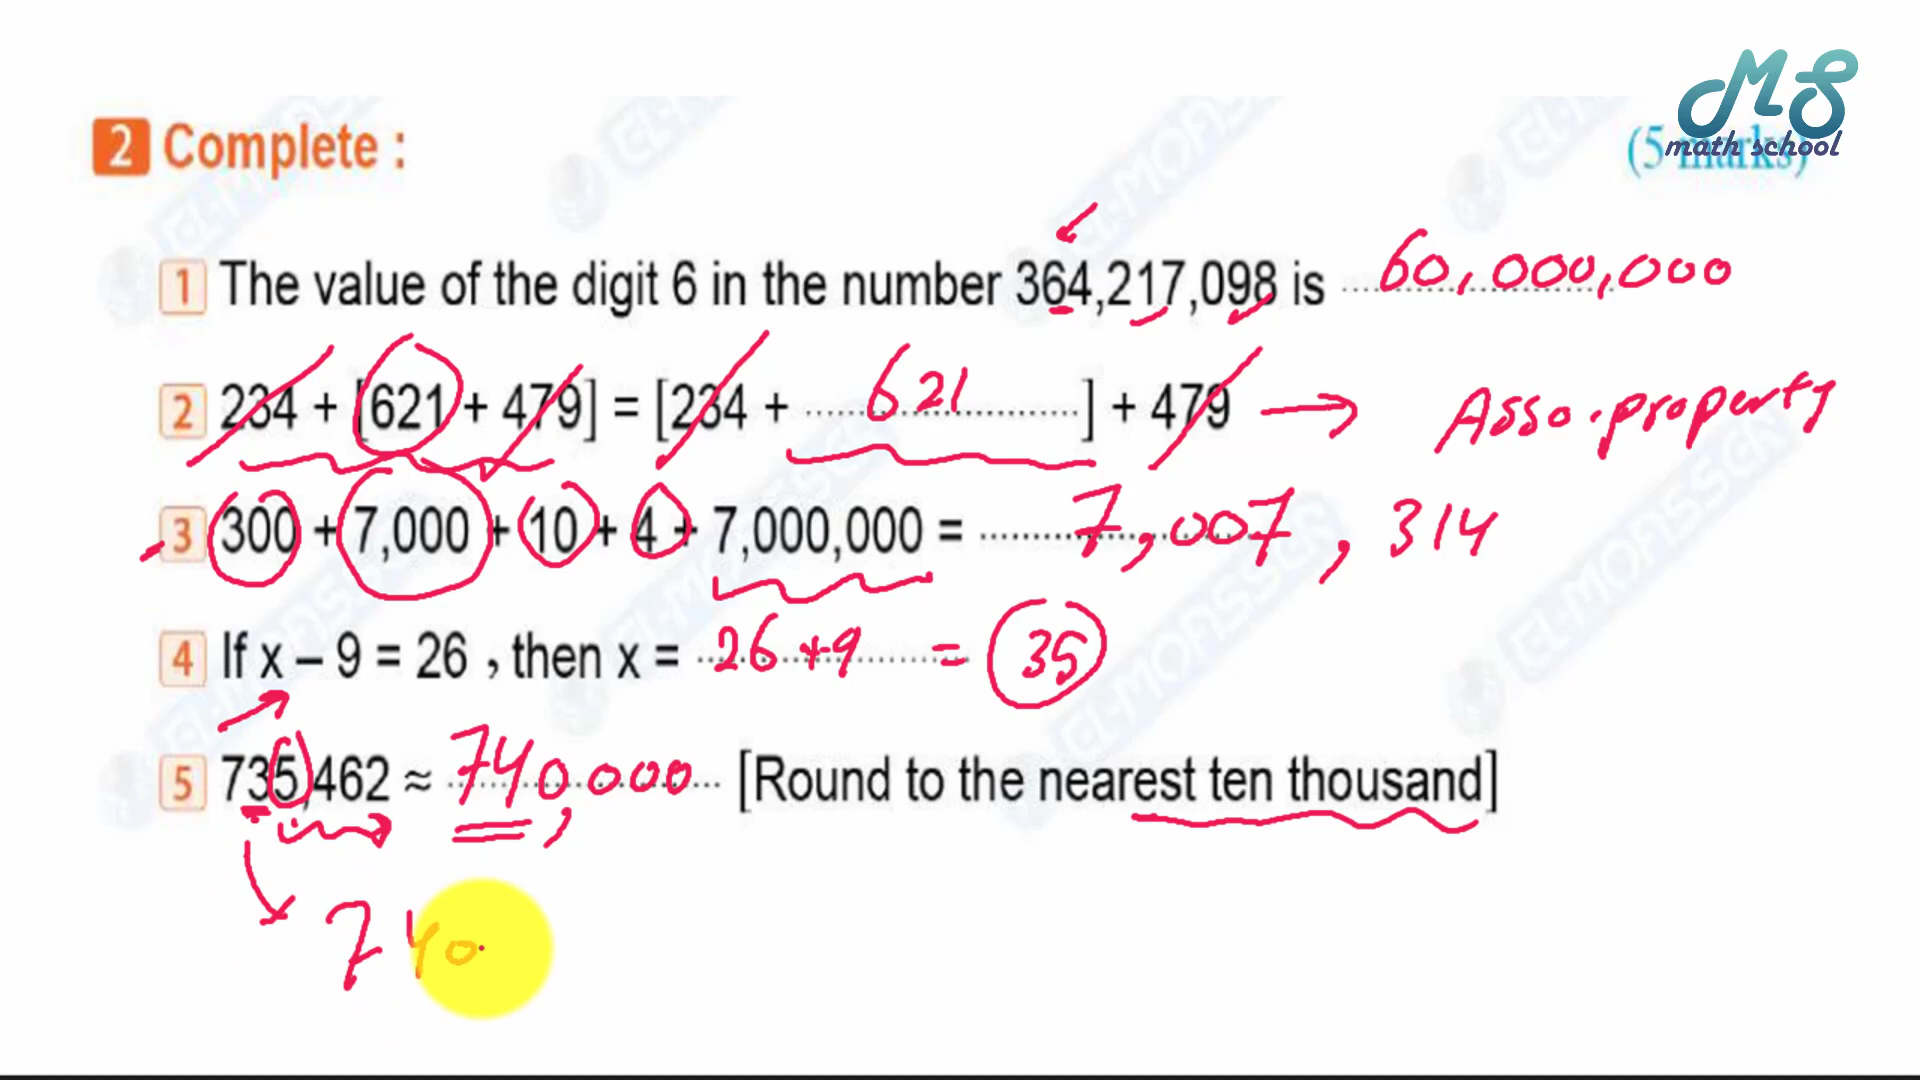 MS
math school
2 Complete :
(5 marks)
1 The value of the digit 6 in the number 364,217,098 is 60,000,000
2 234 + [621 + 479] = [234 + 621 ] + 479 → Asso. property
3 300 + 7,000 + 10 + 4 + 7,000,000 = 7,007,314
4 If x – 9 = 26 , then x = 26 + 9 = 35
5 735,462 ≈ 740,000 [Round to the nearest ten thousand]
740